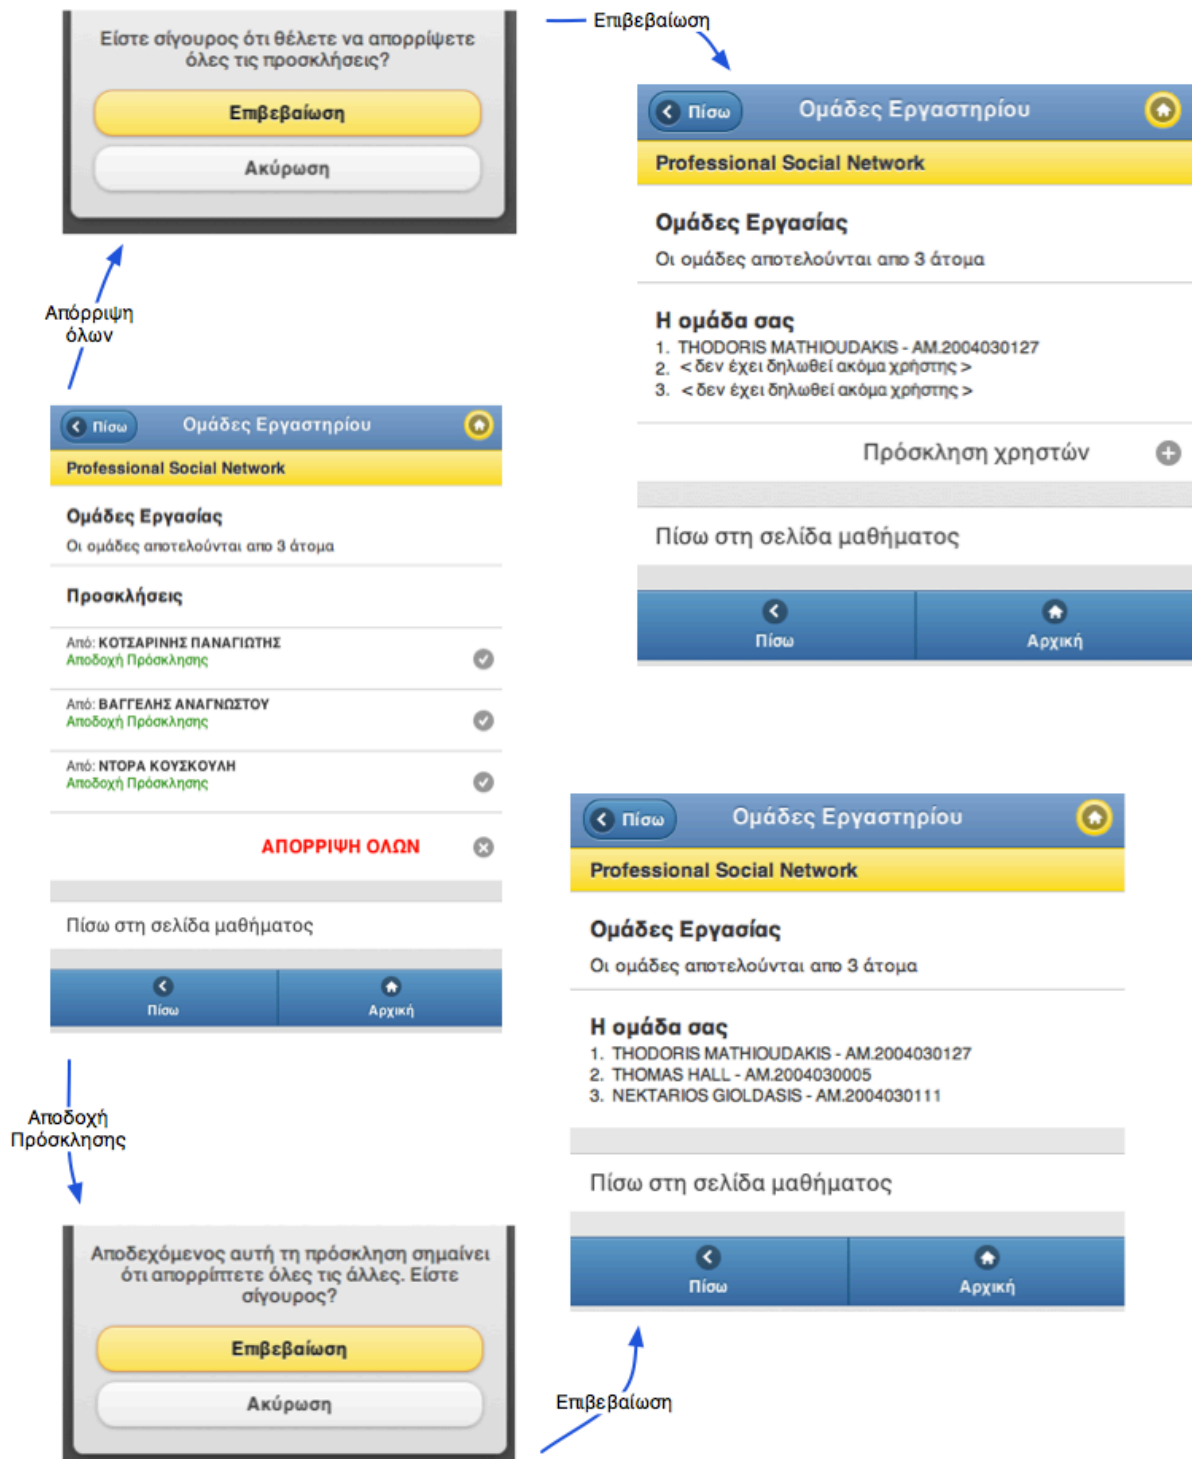 Είστε σίγουρος ότι θέλετε να απορρίψετε
όλες τις προσκλήσεις?
Επιβεβαίωση
Ακύρωση
Επιβεβαίωση
Πίσω
Ομάδες Εργαστηρίου
Professional Social Network
Ομάδες Εργασίας
Οι ομάδες αποτελούνται απο 3 άτομα
Η ομάδα σας
1. THODORIS MATHIOUDAKIS - AM.2004030127
2. < δεν έχει δηλωθεί ακόμα χρήστης >
3. < δεν έχει δηλωθεί ακόμα χρήστης >
Πρόσκληση χρηστών
Πίσω στη σελίδα μαθήματος
Πίσω
Αρχική
Απόρριψη
όλων
Πίσω
Ομάδες Εργαστηρίου
Professional Social Network
Ομάδες Εργασίας
Οι ομάδες αποτελούνται απο 3 άτομα
Προσκλήσεις
Από: ΚΟΤΣΑΡΙΝΗΣ ΠΑΝΑΓΙΩΤΗΣ
Αποδοχή Πρόσκλησης
Από: ΒΑΓΓΕΛΗΣ ΑΝΑΓΝΩΣΤΟΥ
Αποδοχή Πρόσκλησης
Από: ΝΤΟΡΑ ΚΟΥΣΚΟΥΛΗ
Αποδοχή Πρόσκλησης
ΑΠΟΡΡΙΨΗ ΟΛΩΝ
Πίσω στη σελίδα μαθήματος
Πίσω
Αρχική
Αποδοχή
Πρόσκλησης
Αποδεχόμενος αυτή τη πρόσκληση σημαίνει
ότι απορρίπτετε όλες τις άλλες. Είστε
σίγουρος?
Επιβεβαίωση
Ακύρωση
Επιβεβαίωση
Πίσω
Ομάδες Εργαστηρίου
Professional Social Network
Ομάδες Εργασίας
Οι ομάδες αποτελούνται απο 3 άτομα
Η ομάδα σας
1. THODORIS MATHIOUDAKIS - AM.2004030127
2. THOMAS HALL - AM.2004030005
3. NEKTARIOS GIOLDASIS - AM.2004030111
Πίσω στη σελίδα μαθήματος
Πίσω
Αρχική